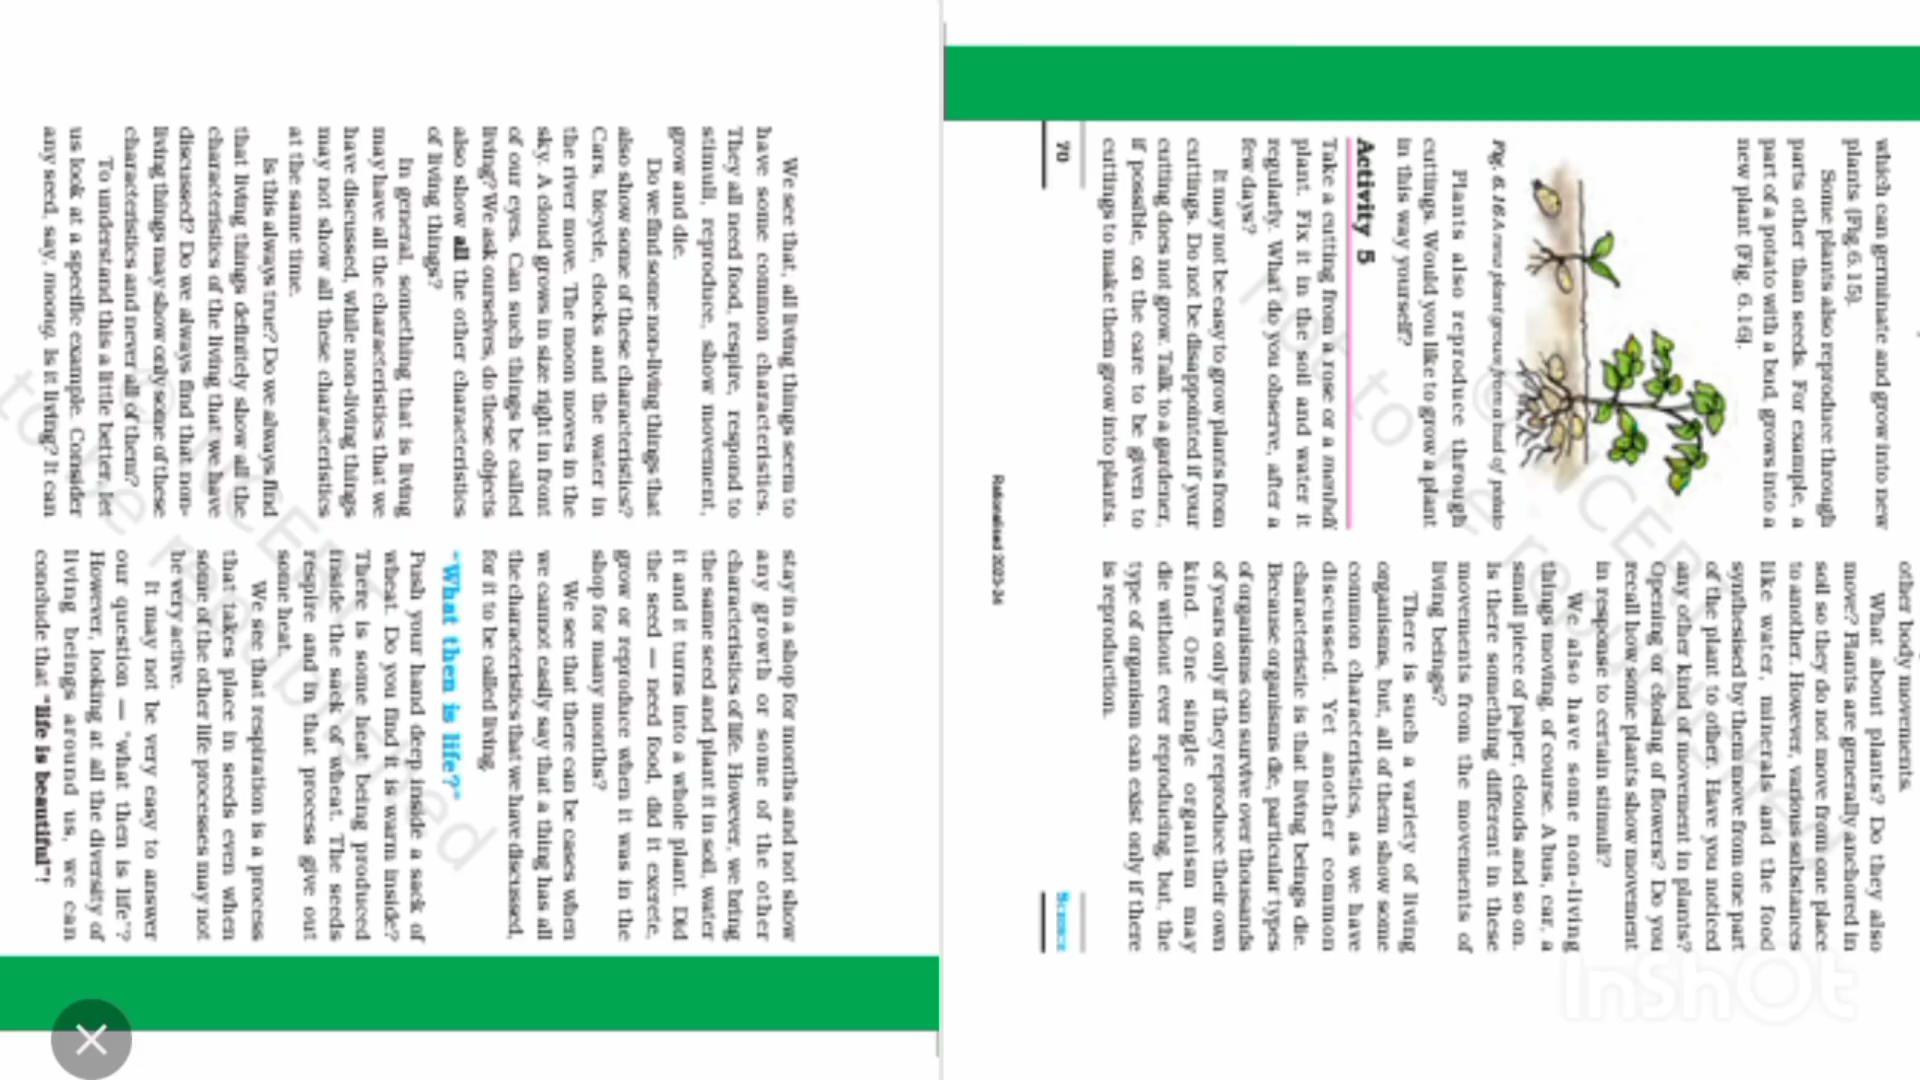 which can germinate and grow into new
plants (Fig.6.15).
Some plants also reproduce through
parts other than seeds. For example, a
part of a potato with a bud, grows into a
new plant (Fig. 6.16).
Fig. 6.16 A new plant grows from a bud of potato
Plants also reproduce through
cuttings. Would you like to grow a plant
in this way yourself?
Activity 5
Take a cutting from a rose or a menhdi
plant. Fix it in the soil and water it
regularly. What do you observe, after a
few days?
It may not be easy to grow plants from
cuttings. Do not be disappointed if your
cutting does not grow. Talk to a gardener,
if possible, on the care to be given to
cuttings to make them grow into plants.
other body movements.
What about plants? Do they also
move? Plants are generally anchored in
soil so they do not move from one place
to another. However, various substances
like water, minerals and the food
synthesised by them move from one part
of the plant to other. Have you noticed
any other kind of movement in plants?
Opening or closing of flowers? Do you
recall how some plants show movement
in response to certain stimuli?
We also have some non-living
things moving, of course. A bus, car, a
small piece of paper, clouds and so on.
Is there something different in these
movements from the movements of
living beings?
There is such a variety of living
organisms, but, all of them show some
common characteristics, as we have
discussed. Yet another common
characteristic is that living beings die.
Because organisms die, particular types
of organisms can survive over thousands
of years only if they reproduce their own
kind. One single organism may
die without ever reproducing, but, the
type of organism can exist only if there
is reproduction.
70
SCIENCE
Rationalised 2023-24
We see that, all living things seem to
have some common characteristics.
They all need food, respire, respond to
stimuli, reproduce, show movement,
grow and die.
Do we find some non-living things that
also show some of these characteristics?
Cars, bicycle, clocks and the water in
the river move. The moon moves in the
sky. A cloud grows in size right in front
of our eyes. Can such things be called
living? We ask ourselves, do these objects
also show all the other characteristics
of living things?
In general, something that is living
may have all the characteristics that we
have discussed, while non-living things
may not show all these characteristics
at the same time.
Is this always true? Do we always find
that living things definitely show all the
characteristics of the living that we have
discussed? Do we always find that non-
living things may show only some of these
characteristics and never all of them?
To understand this a little better, let
us look at a specific example. Consider
any seed, say, moong. Is it living? It can
stay in a shop for months and not show
any growth or some of the other
characteristics of life. However, we bring
the same seed and plant it in soil, water
it and it turns into a whole plant. Did
the seed — need food, did it excrete,
grow or reproduce when it was in the
shop for many months?
We see that there can be cases when
we cannot easily say that a thing has all
the characteristics that we have discussed,
for it to be called living.
"What then is life?"
Push your hand deep inside a sack of
wheat. Do you find it is warm inside?
There is some heat being produced
inside the sack of wheat. The seeds
respire and in that process give out
some heat.
We see that respiration is a process
that takes place in seeds even when
some of the other life processes may not
be very active.
It may not be very easy to answer
our question — "what then is life"?
However, looking at all the diversity of
living beings around us, we can
conclude that "life is beautiful"!
© NCERT
not to be republished
© NCERT
to be republished
InShOt